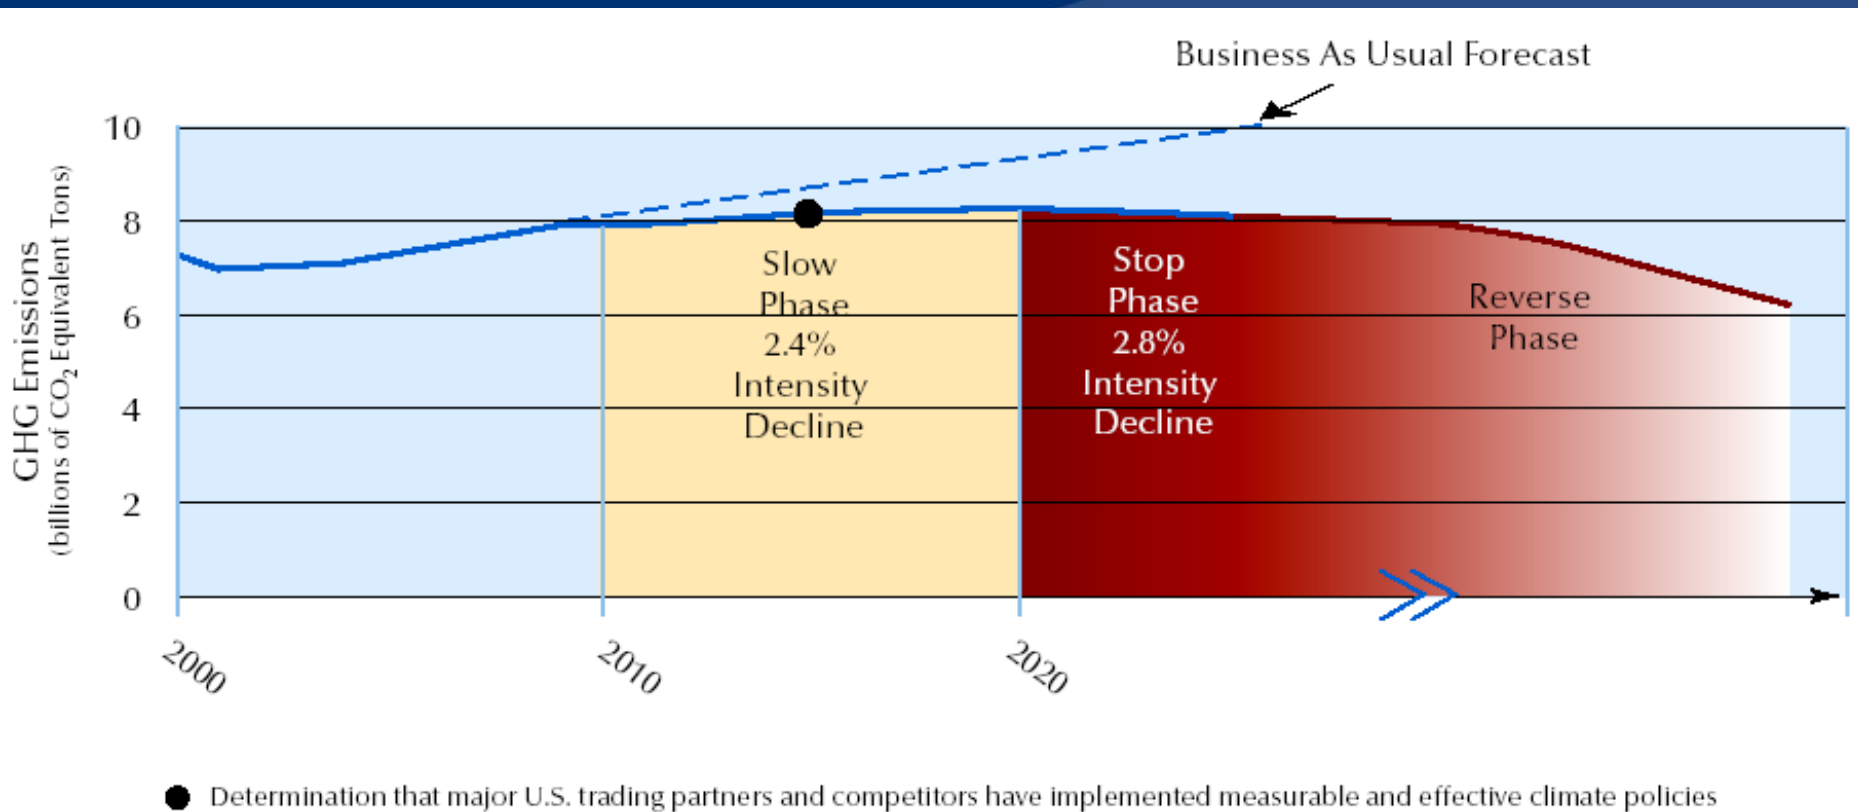 Business As Usual Forecast
10
8
6
4
2
0
GHG Emissions
(billions of CO₂ Equivalent Tons)
Slow
Phase
2.4%
Intensity
Decline
Stop
Phase
2.8%
Intensity
Decline
Reverse
Phase
2000
2010
2020
Determination that major U.S. trading partners and competitors have implemented measurable and effective climate policies